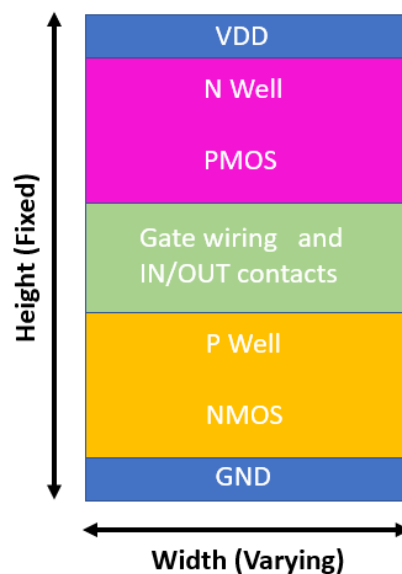 VDD
N Well
PMOS
Gate wiring and
IN/OUT contacts
P Well
NMOS
GND
Height (Fixed)
Width (Varying)